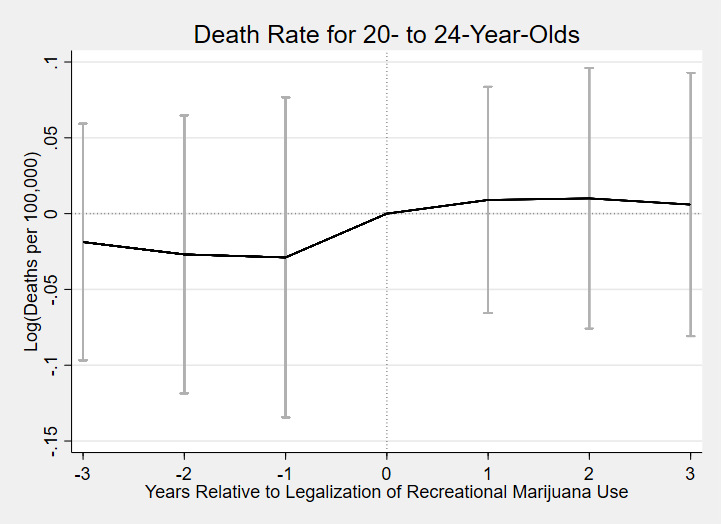 Death Rate for 20- to 24-Year-Olds
Log(Deaths per 100,000)
.1
.05
0
-.05
-.1
-.15
-3 -2 -1 0 1 2 3
Years Relative to Legalization of Recreational Marijuana Use